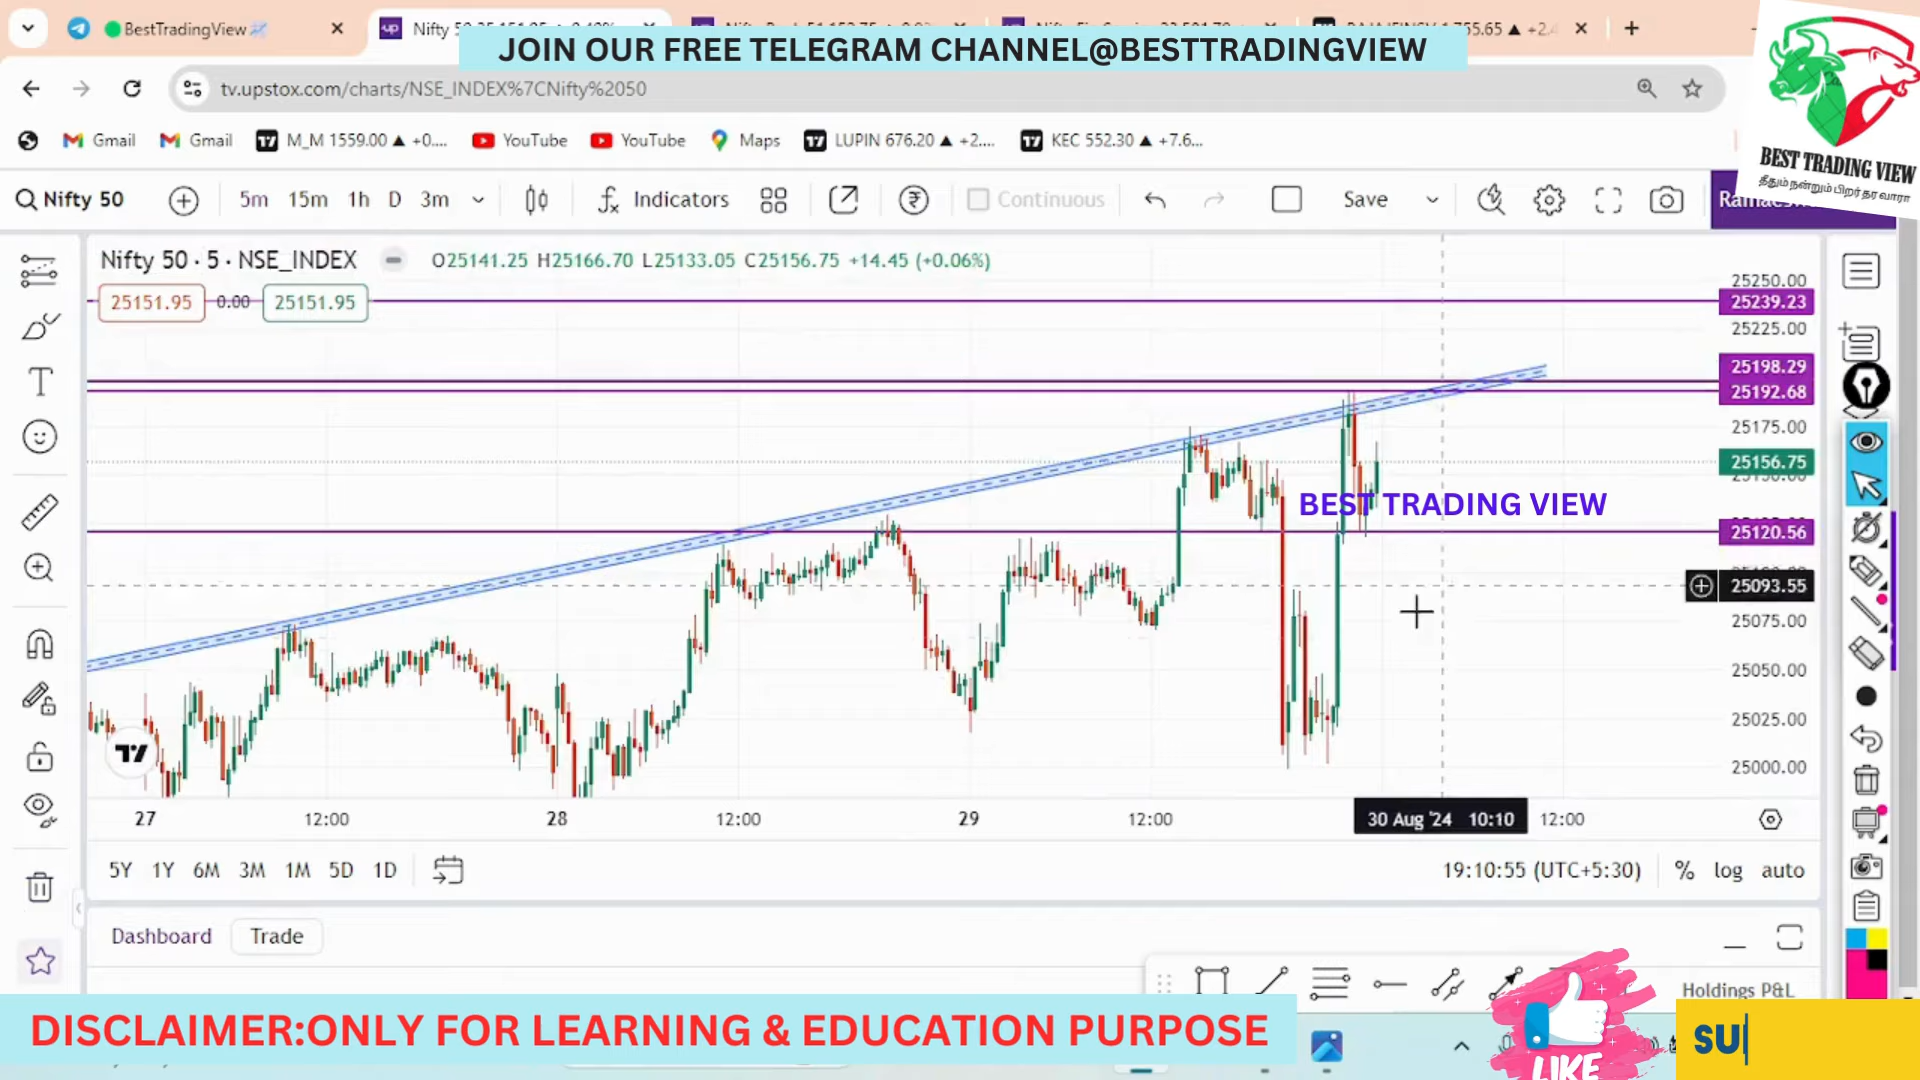 BestTradingView
Nifty
JOIN OUR FREE TELEGRAM CHANNEL@BESTTRADINGVIEW
tv.upstox.com/charts/NSE_INDEX%7CNifty%2050
Gmail
Gmail
M_M 1559.00 ▲ +0....
YouTube
YouTube
Maps
LUPIN 676.20 ▲ +2....
KEC 552.30 ▲ +7.6...
BEST TRADING VIEW
தீதும் நன்றும் பிறர் தர வாரா
Nifty 50
5m
15m
1h
D
3m
Indicators
Continuous
Save
Nifty 50 · 5 · NSE_INDEX
O25141.25 H25166.70 L25133.05 C25156.75 +14.45 (+0.06%)
25151.95
0.00
25151.95
25250.00
25239.23
25225.00
25198.29
25192.68
25175.00
25156.75
BEST TRADING VIEW
25120.56
25093.55
25075.00
25050.00
25025.00
25000.00
27
12:00
28
12:00
29
12:00
30 Aug '24 10:10
12:00
5Y
1Y
6M
3M
1M
5D
1D
19:10:55 (UTC+5:30)
%
log
auto
Dashboard
Trade
Holdings P&L
DISCLAIMER:ONLY FOR LEARNING & EDUCATION PURPOSE
LIKE
SU